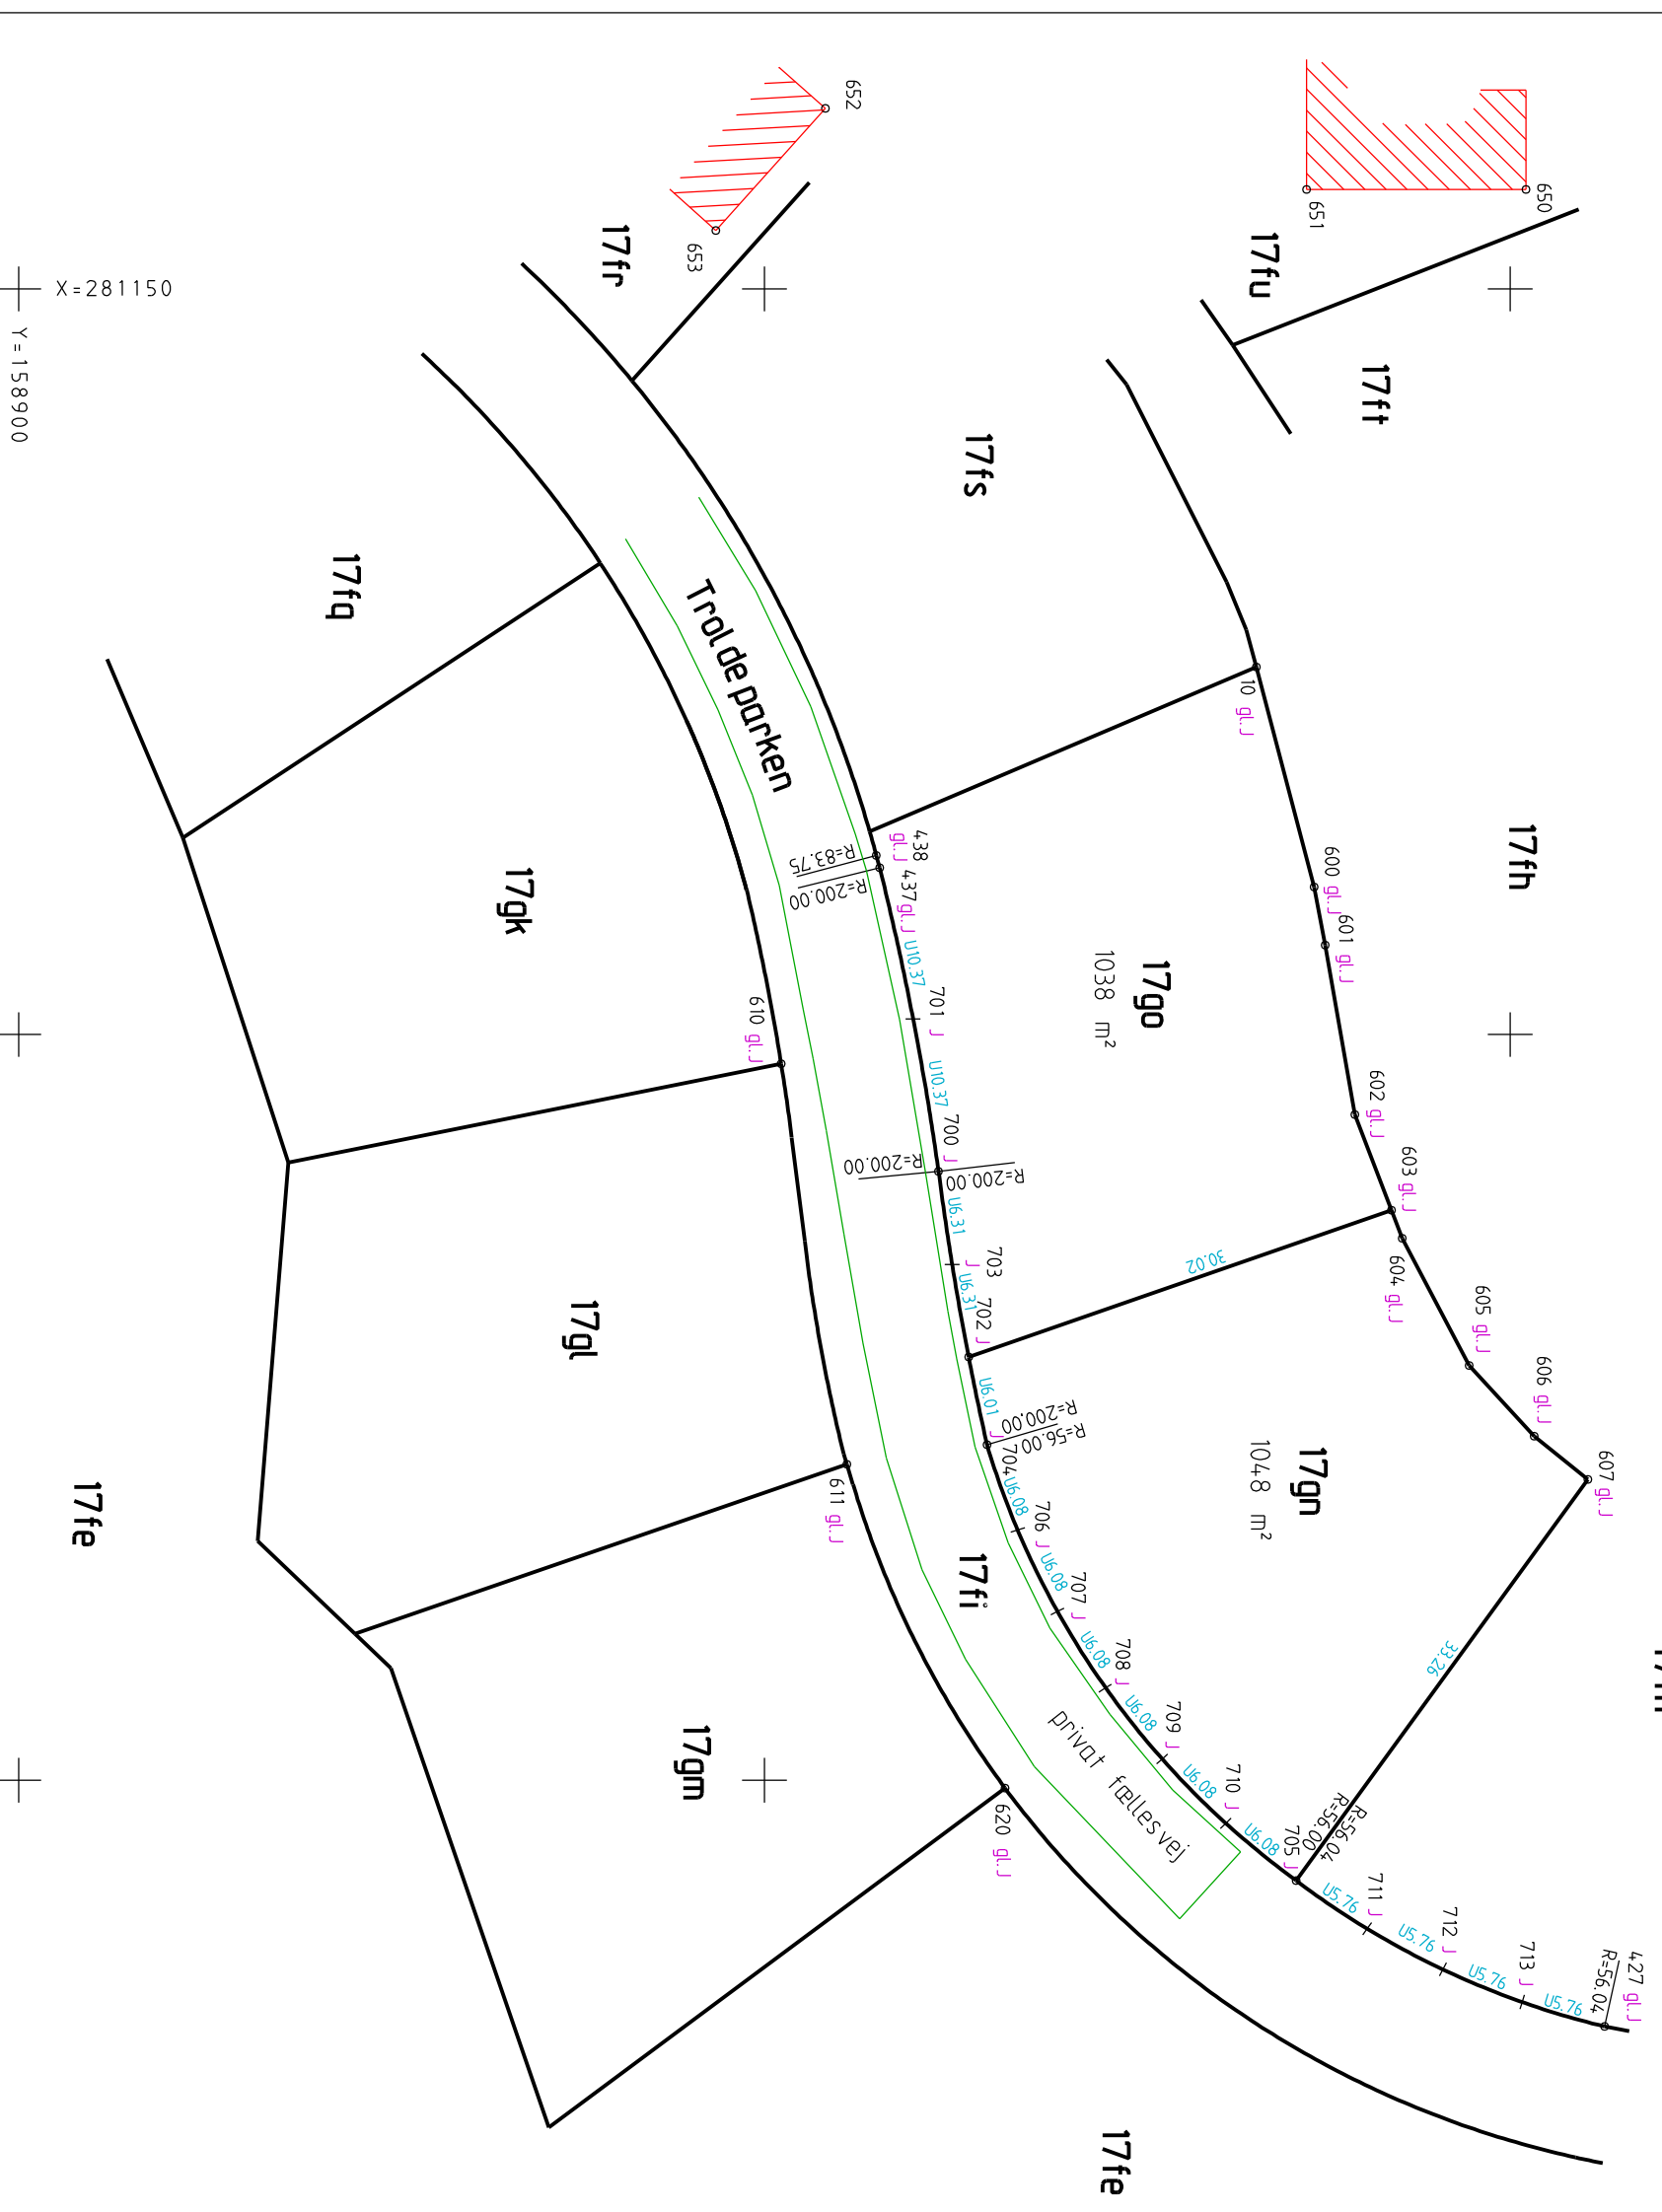 652
653
650
651
17fr
17fu
17ft
17fs
17fh
17fq
X=281150
Y=158900
Troldeparken
10 gl.J
438
gl.J
437 gl.J
R=83.75
R=200.00
U10.37
701 J
U10.37
700 J
R=200.00
R=200.00
U6.31
703
J
U6.31
702
J
U6.01
J
704
R=200.00
R=56.00
U6.08
706 J
U6.08
707 J
U6.08
708 J
U6.08
709 J
U6.08
710 J
U6.08
705 J
R=56.00
R=56.04
U5.76
711 J
U5.76
712 J
U5.76
713 J
U5.76
427 gl.J
R=56.04
600 gl.J
601 gl.J
602 gl.J
603 gl.J
604 gl.J
605 gl.J
606 gl.J
607 gl.J
17go
1038 m²
30.02
17gn
1048 m²
33.26
17gk
610 gl.J
17gl
611 gl.J
17fi
privat fællesvej
17gm
620 gl.J
17fe
17fe